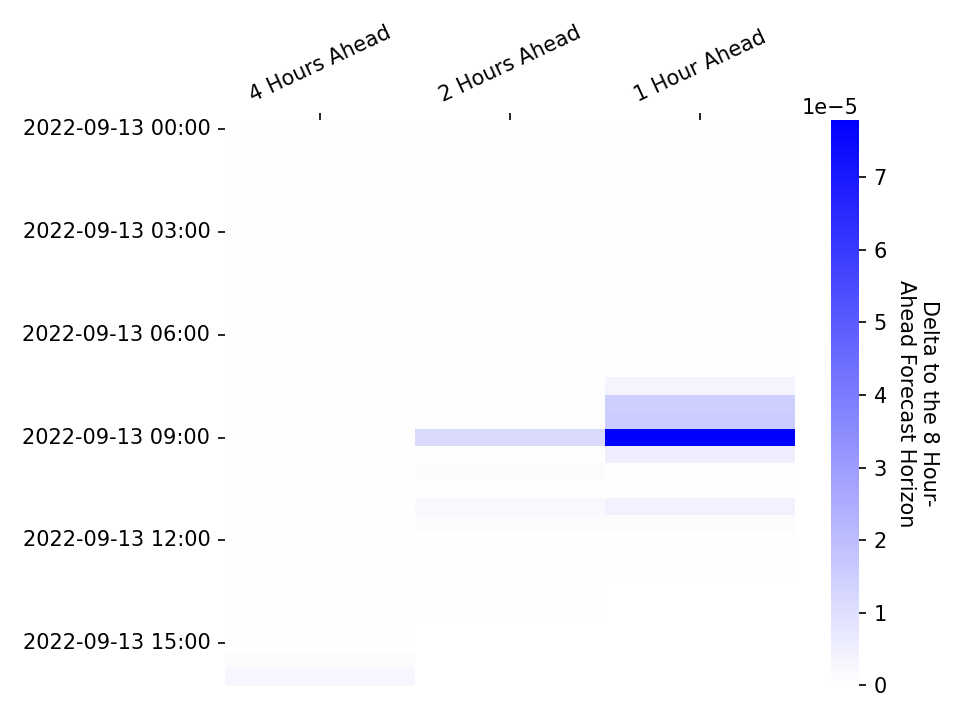 4 Hours Ahead
2 Hours Ahead
1 Hour Ahead
1e−5
2022-09-13 00:00
2022-09-13 03:00
2022-09-13 06:00
2022-09-13 09:00
2022-09-13 12:00
2022-09-13 15:00
7
6
5
4
3
2
1
0
Delta to the 8 Hour-
Ahead Forecast Horizon